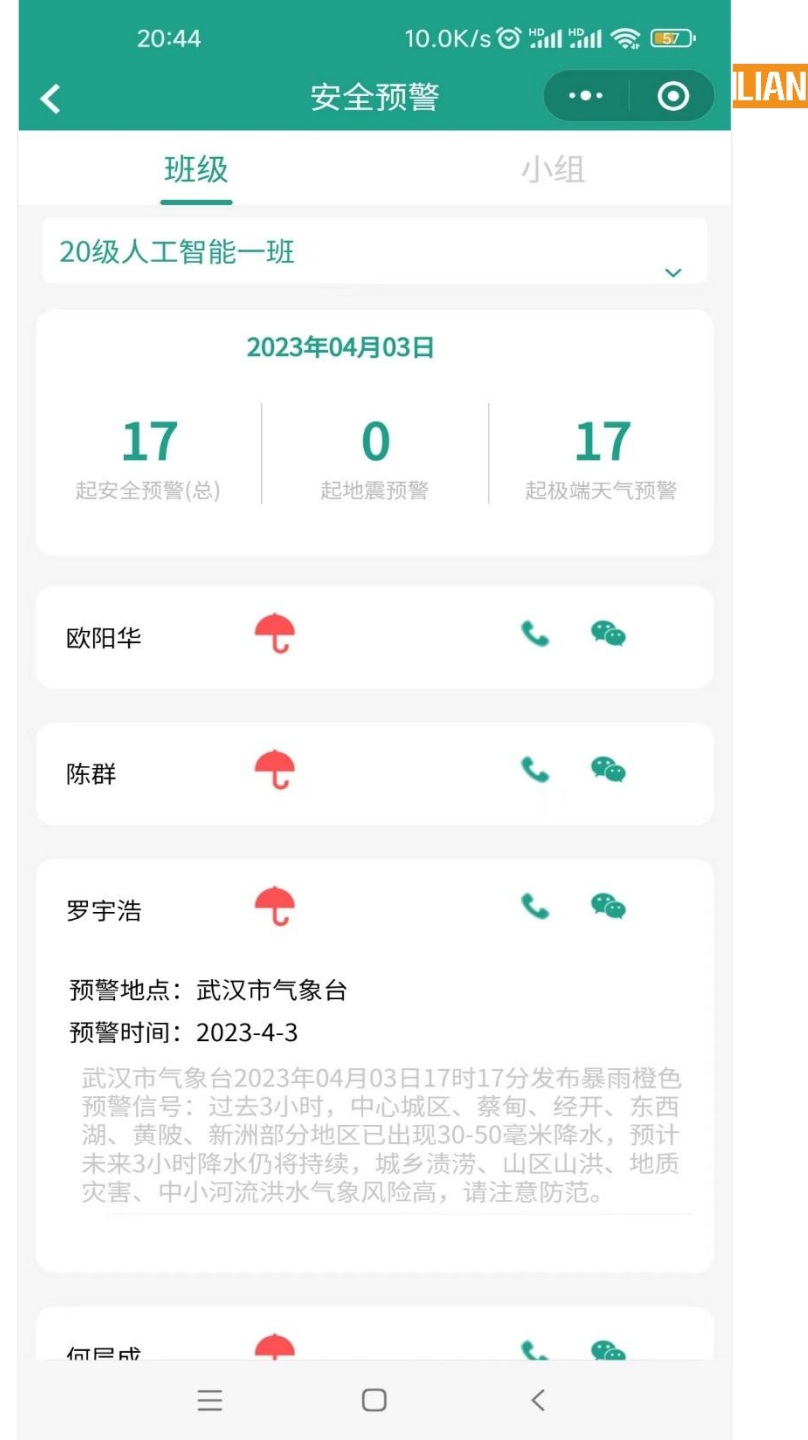 20:44 10.0K/s HD HD 57
安全预警
LIAN
班级 小组
20级人工智能一班
2023年04月03日
17 0 17
起安全预警(总) 起地震预警 起极端天气预警
欧阳华
陈群
罗宇浩
预警地点：武汉市气象台
预警时间：2023-4-3
武汉市气象台2023年04月03日17时17分发布暴雨橙色
预警信号：过去3小时，中心城区、蔡甸、经开、东西
湖、黄陂、新洲部分地区已出现30-50毫米降水，预计
未来3小时降水仍将持续，城乡渍涝、山区山洪、地质
灾害、中小河流洪水气象风险高，请注意防范。